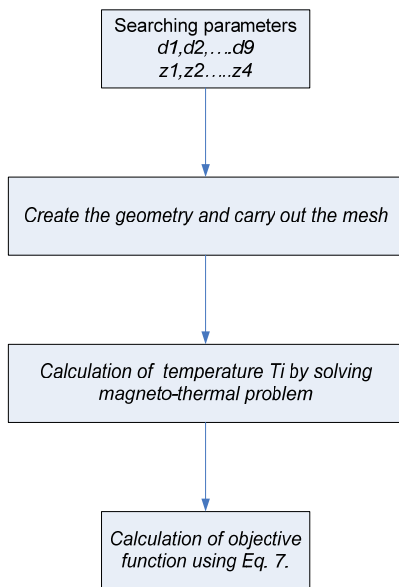 Searching parameters
d1,d2,….d9
z1,z2…..z4
Create the geometry and carry out the mesh
Calculation of temperature Ti by solving
magneto-thermal problem
Calculation of objective
function using Eq. 7.